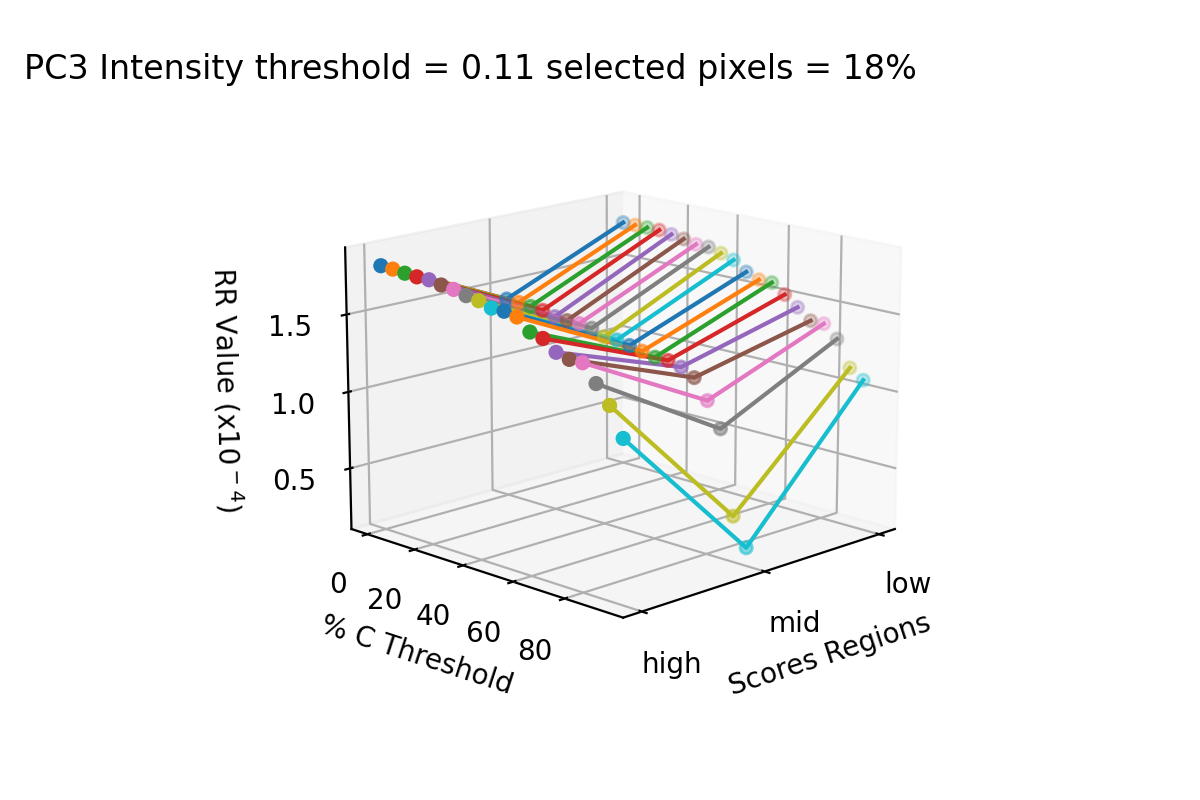 PC3 Intensity threshold = 0.11 selected pixels = 18%
RR Value (x10⁻⁴)
1.5
1.0
0.5
0
20
40
60
80
% C Threshold
low
mid
high
Scores Regions